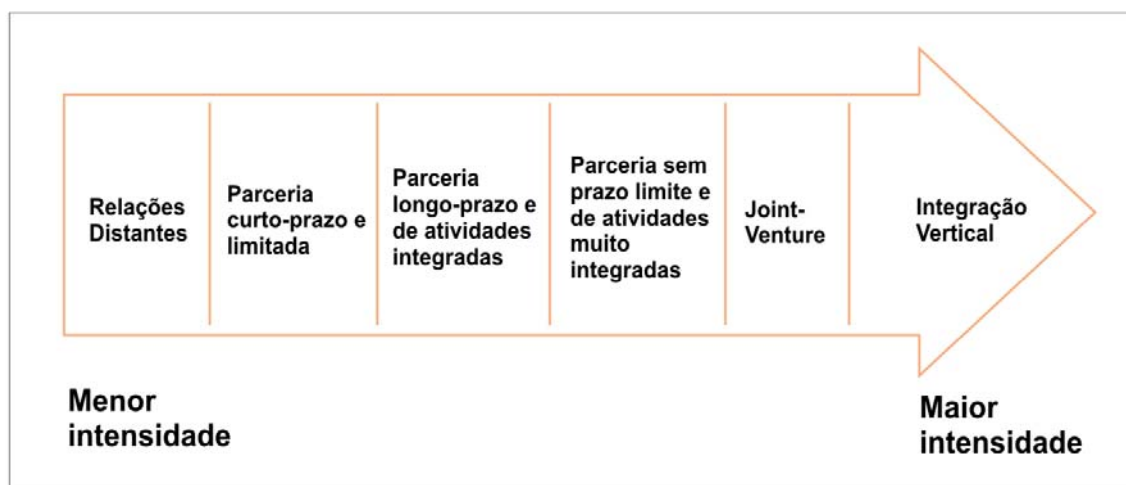 Relações
Distantes
Parceria
curto-prazo e
limitada
Parceria
longo-prazo e
de atividades
integradas
Parceria sem
prazo limite e
de atividades
muito
integradas
Joint-
Venture
Integração
Vertical
Menor
intensidade
Maior
intensidade